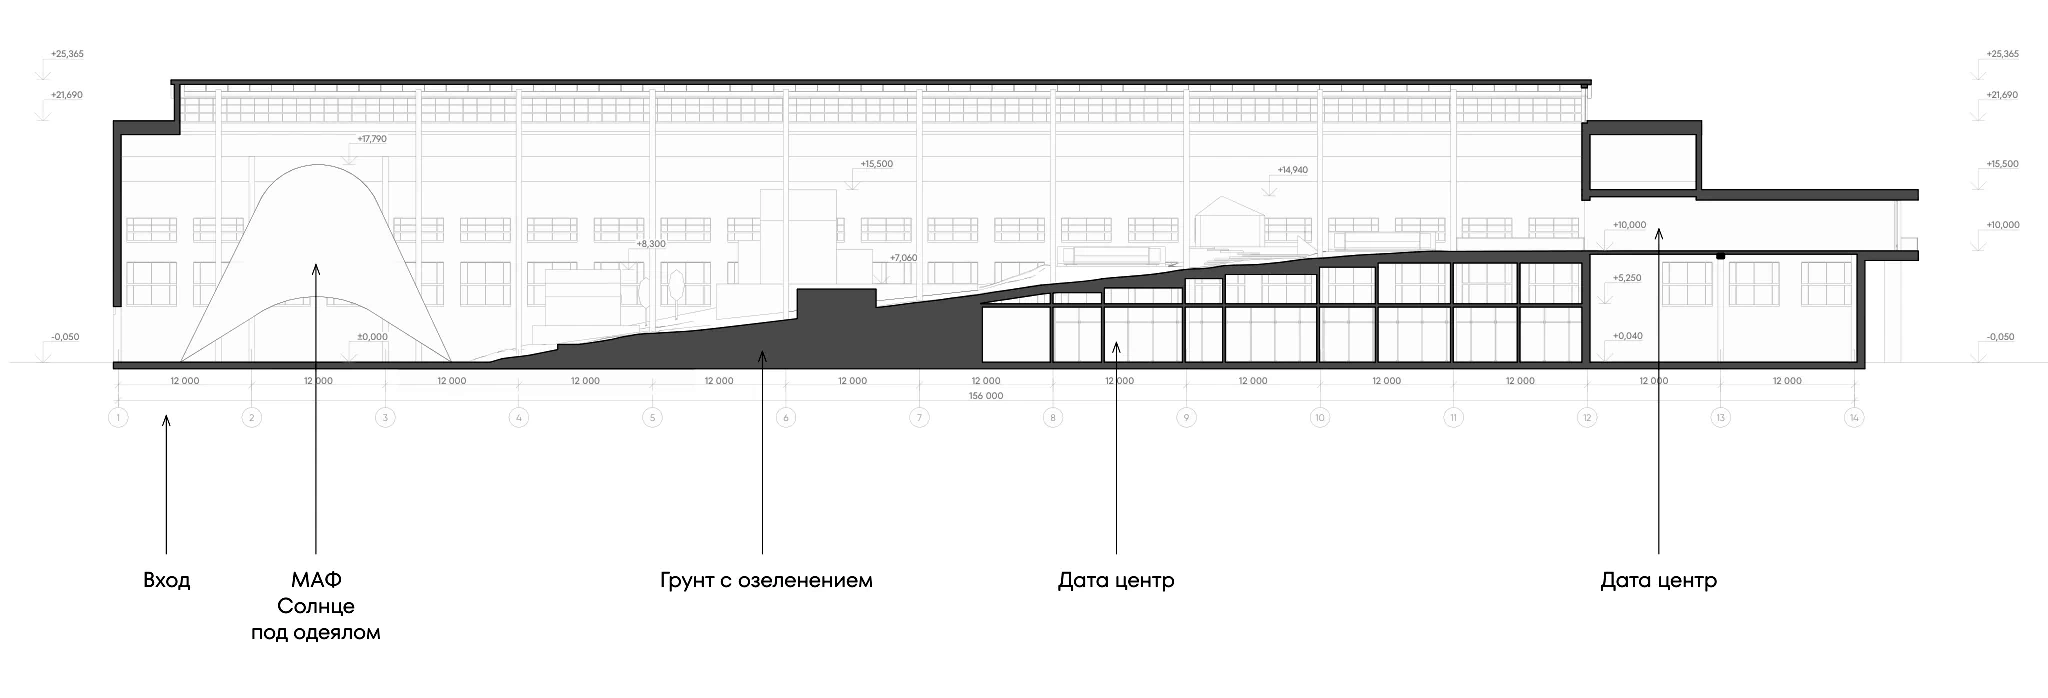 +25,365
+25,365
+21,690
+21,690
+17,790
+15,500
+14,940
+15,500
+10,000
+10,000
+8,300
+7,060
+5,250
-0,050
±0,000
+0,040
-0,050
12 000 12 000 12 000 12 000 12 000 12 000 12 000 12 000 12 000 12 000 12 000 12 000 12 000
156 000
1 2 3 4 5 6 7 8 9 10 11 12 13 14
Вход
МАФ
Солнце
под одеялом
Грунт с озеленением
Дата центр
Дата центр